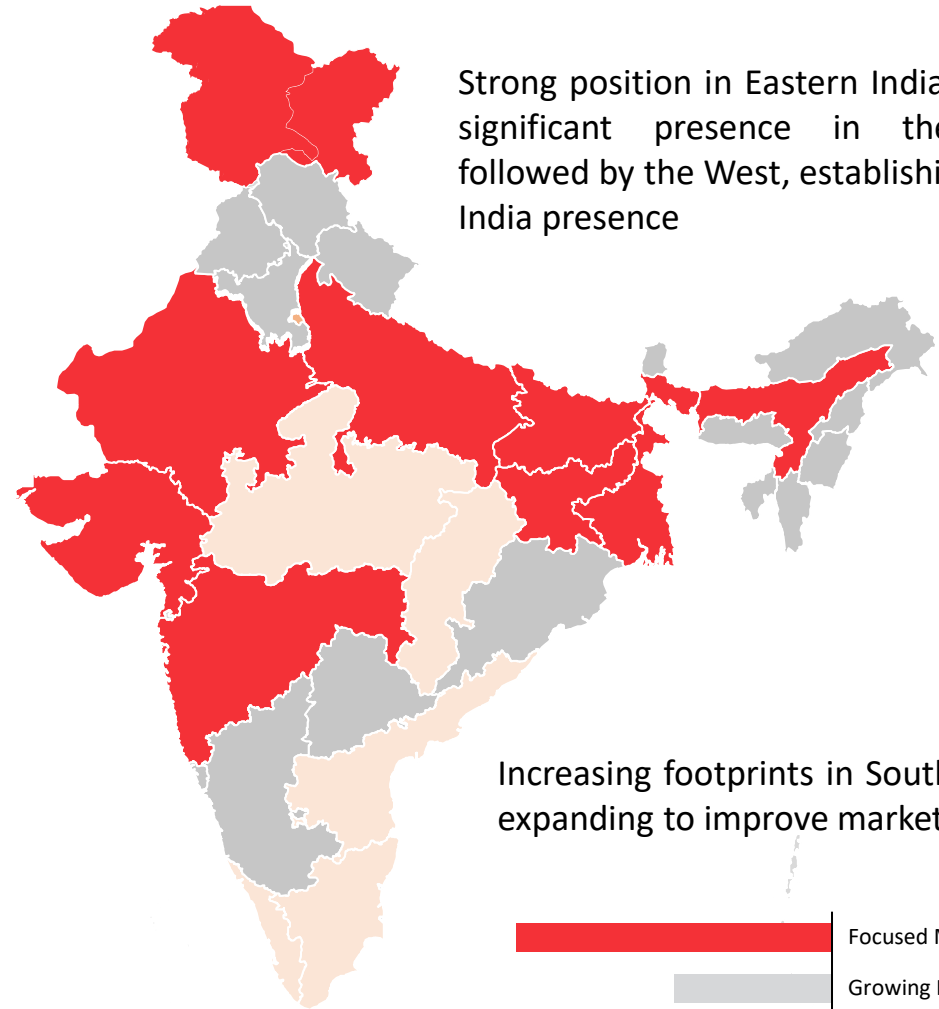 Strong position in Eastern India
significant presence in the
followed by the West, establishi
India presence
Increasing footprints in South
expanding to improve market
Focused
Growing